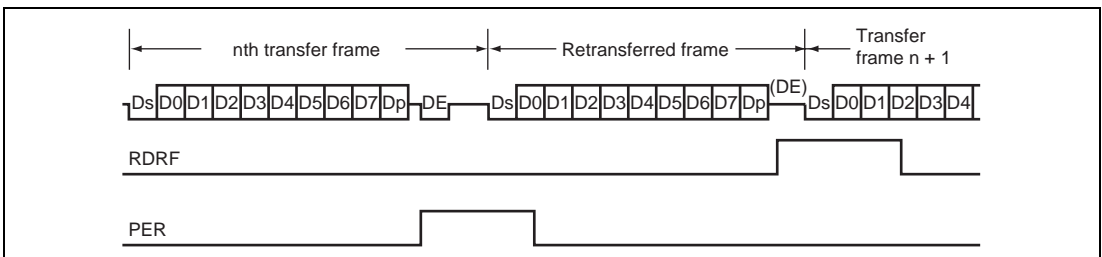 nth transfer frame Retransferred frame Transfer
frame n + 1
(DE)
Ds D0 D1 D2 D3 D4 D5 D6 D7 Dp DE Ds D0 D1 D2 D3 D4 D5 D6 D7 Dp Ds D0 D1 D2 D3 D4
RDRF
PER